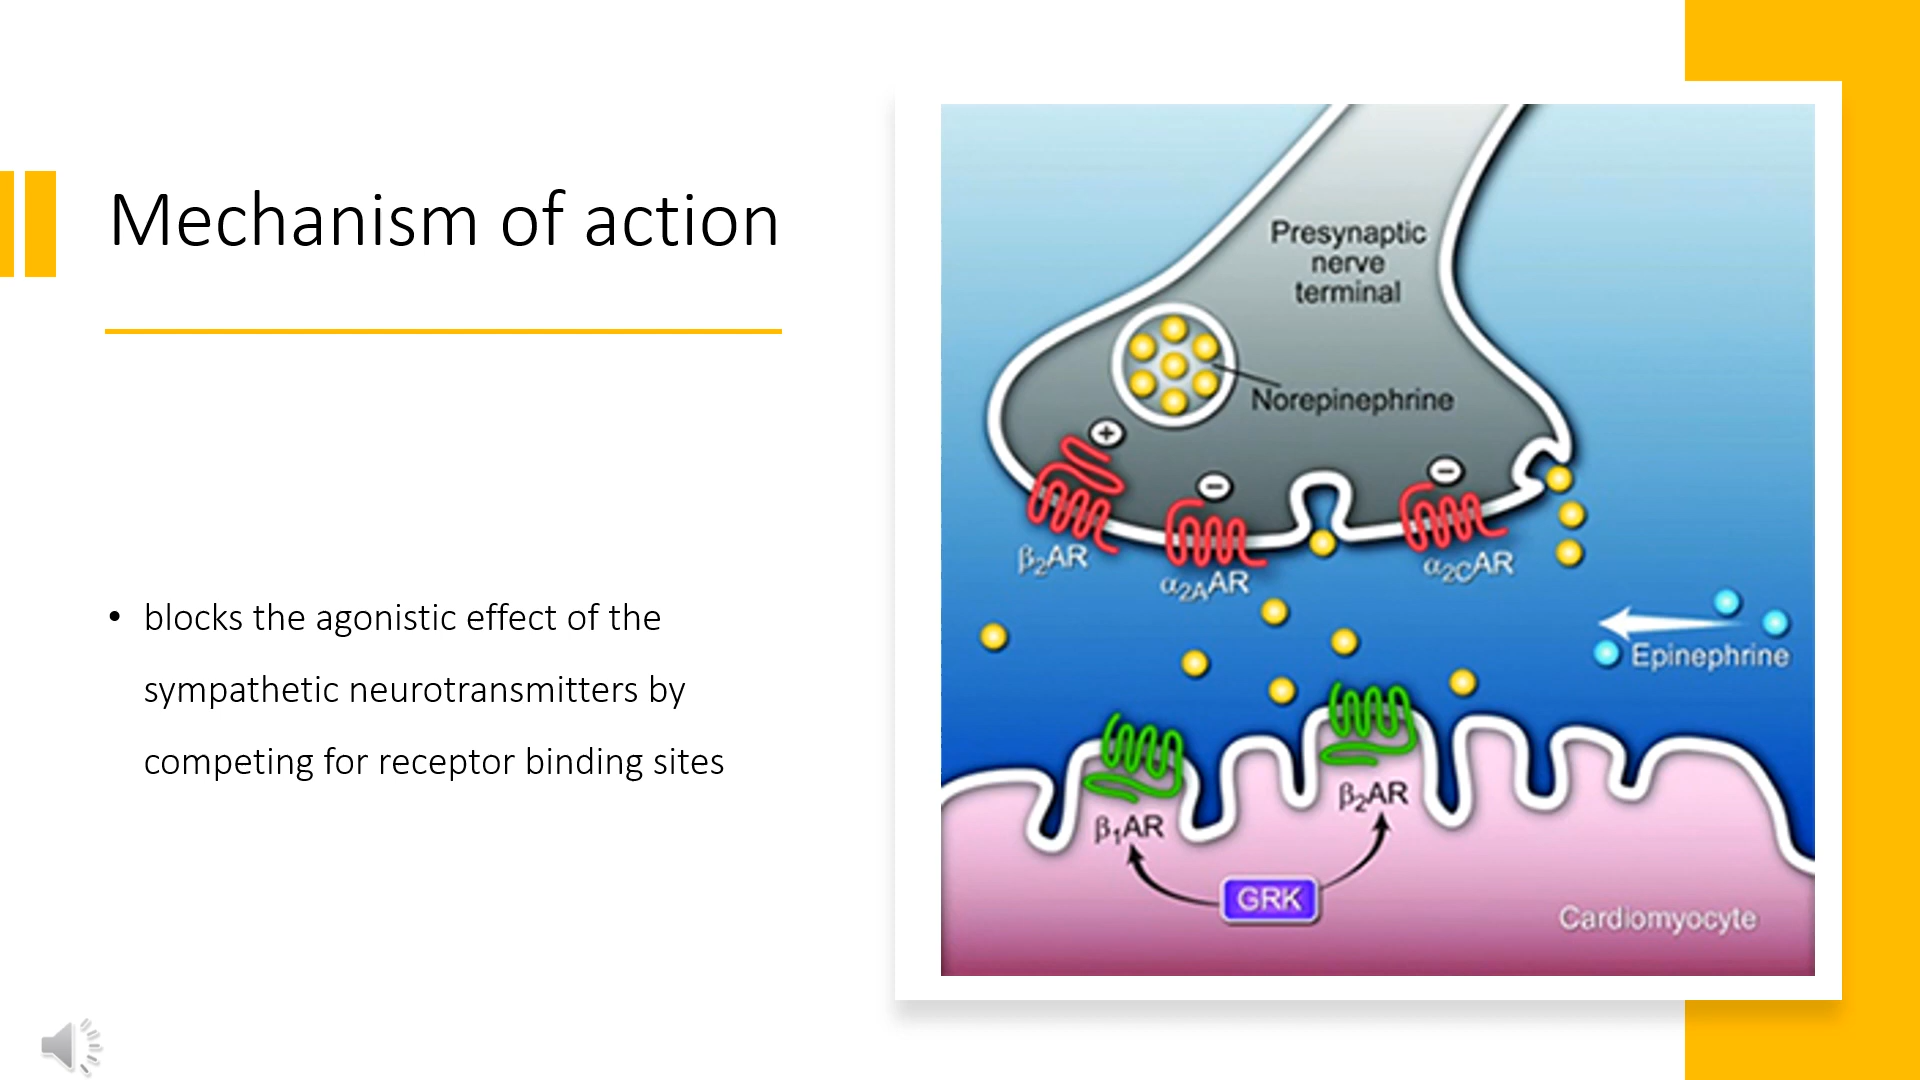 Mechanism of action
• blocks the agonistic effect of the
sympathetic neurotransmitters by
competing for receptor binding sites
Presynaptic
nerve
terminal
Norepinephrine
+
−
−
β₂AR
α₂AAR
α₂CAR
Epinephrine
β₁AR
β₂AR
GRK
Cardiomyocyte